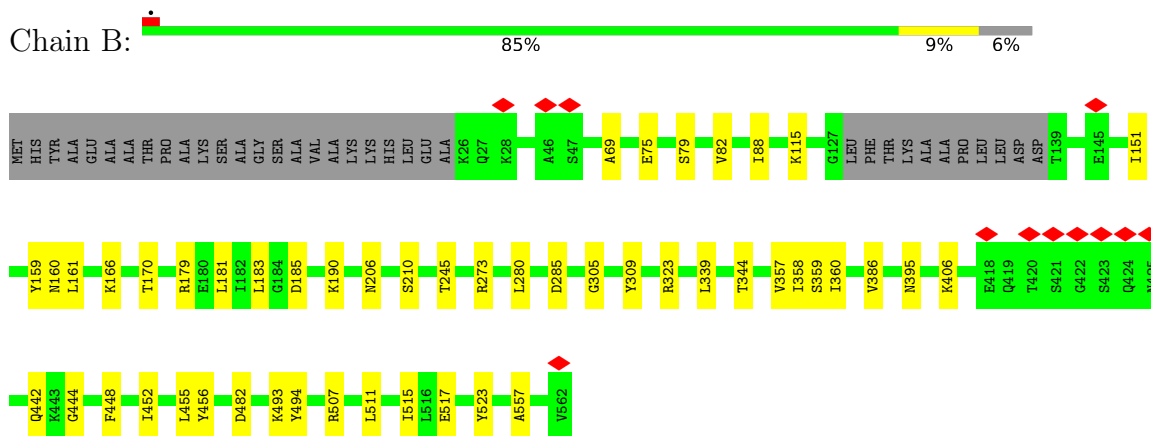 Chain B:
85% 9% 6%
MET HIS TYR ALA GLU ALA ALA THR PRO ALA LYS SER ALA GLY SER ALA VAL ALA LYS LYS HIS LEU GLU ALA K26 Q27 K28 A46 S47 A69 E75 S79 V82 I88 K115 G127 LEU PHE THR LYS ALA ALA PRO LEU LEU ASP ASP T139 E145 I151
Y159 N160 L161 K166 T170 R179 E180 L181 I182 L183 G184 D185 K190 N206 S210 T245 R273 L280 D285 G305 Y309 R323 L339 T344 V357 I358 S359 I360 V386 N395 K406 E418 Q419 T420 S421 G422 S423 Q424
Q442 K443 G444 F448 I452 L455 Y456 D482 K493 Y494 R507 L511 I515 L516 E517 Y523 A557 V562